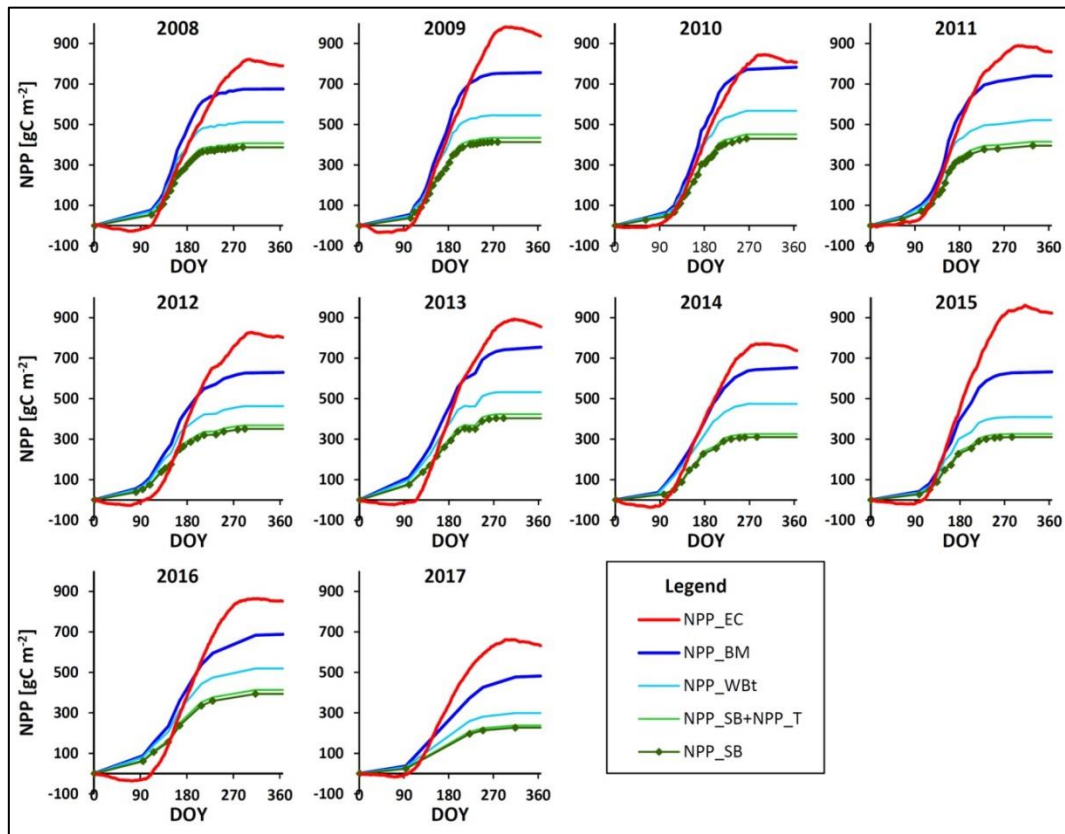 2008 2009 2010 2011
NPP [gC m-2]
900 900 900 900
700 700 700 700
500 500 500 500
300 300 300 300
100 100 100 100
-100 -100 -100 -100
0 90 180 270 360 0 90 180 270 360 0 90 180 270 360 0 90 180 270 360
DOY DOY DOY DOY
2012 2013 2014 2015
NPP [gC m-2]
900 900 900 900
700 700 700 700
500 500 500 500
300 300 300 300
100 100 100 100
-100 -100 -100 -100
0 90 180 270 360 0 90 180 270 360 0 90 180 270 360 0 90 180 270 360
DOY DOY DOY DOY
2016 2017
NPP [gC m-2]
900 900
700 700
500 500
300 300
100 100
-100 -100
0 90 180 270 360 0 90 180 270 360
DOY DOY
Legend
NPP_EC
NPP_BM
NPP_WBt
NPP_SB+NPP_T
NPP_SB